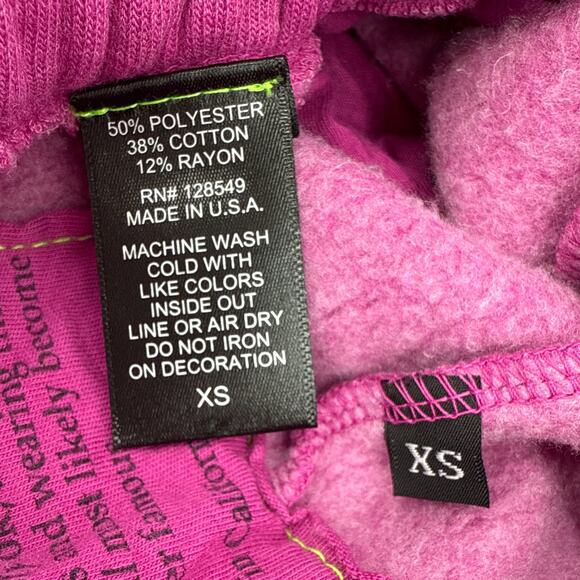 50% POLYESTER
38% COTTON
12% RAYON
RN# 128549
MADE IN U.S.A.
MACHINE WASH
COLD WITH
LIKE COLORS
INSIDE OUT
LINE OR AIR DRY
DO NOT IRON
ON DECORATION
XS
XS
and wearing
most likely become
famou